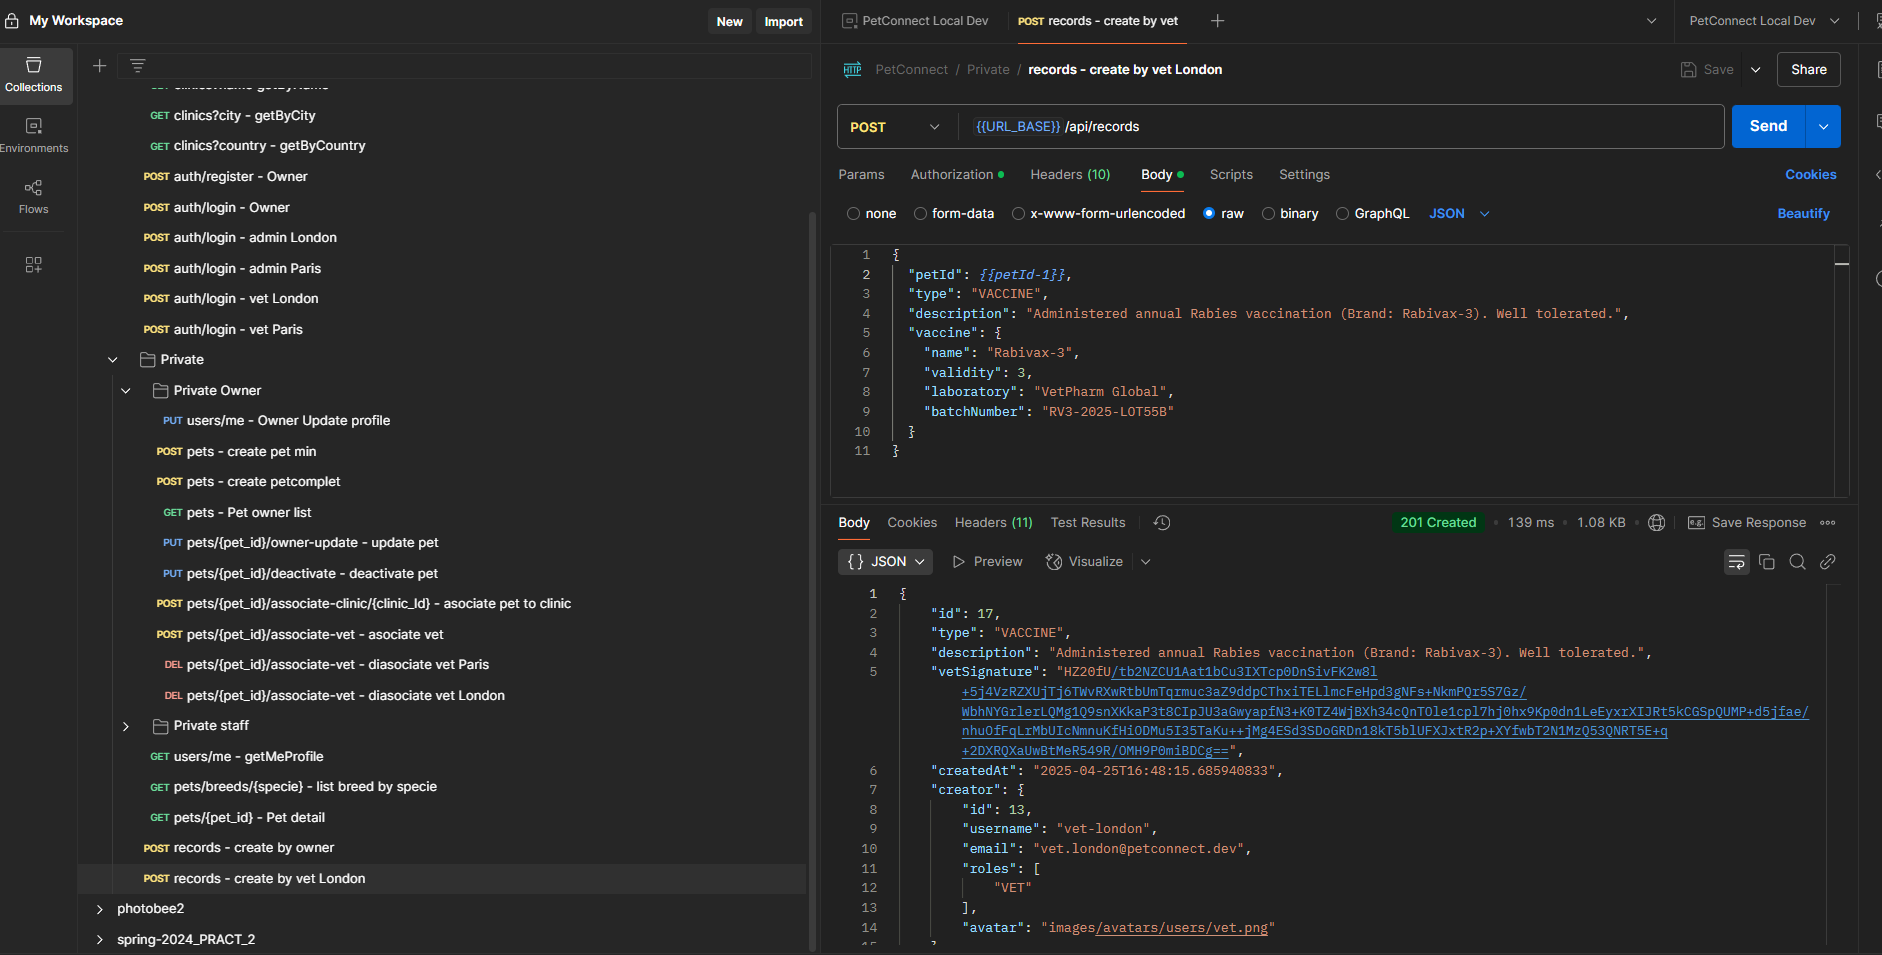 My Workspace
New
Import
PetConnect Local Dev
POST records - create by vet
PetConnect Local Dev
Collections
Environments
Flows
GET clinics?name getByName
GET clinics?city - getByCity
GET clinics?country - getByCountry
POST auth/register - Owner
POST auth/login - Owner
POST auth/login - admin London
POST auth/login - admin Paris
POST auth/login - vet London
POST auth/login - vet Paris
Private
Private Owner
PUT users/me - Owner Update profile
POST pets - create pet min
POST pets - create petcomplet
GET pets - Pet owner list
PUT pets/{pet_id}/owner-update - update pet
PUT pets/{pet_id}/deactivate - deactivate pet
POST pets/{pet_id}/associate-clinic/{clinic_Id} - asociate pet to clinic
POST pets/{pet_id}/associate-vet - asociate vet
DEL pets/{pet_id}/associate-vet - diasociate vet Paris
DEL pets/{pet_id}/associate-vet - diasociate vet London
Private staff
GET users/me - getMeProfile
GET pets/breeds/{specie} - list breed by specie
GET pets/{pet_id} - Pet detail
POST records - create by owner
POST records - create by vet London
photobee2
spring-2024_PRACT_2
HTTP PetConnect / Private / records - create by vet London
Save
Share
POST
{{URL_BASE}} /api/records
Send
Params Authorization Headers (10) Body Scripts Settings
Cookies
none form-data x-www-form-urlencoded raw binary GraphQL JSON
Beautify
1 {
2 "petId": {{petId-1}},
3 "type": "VACCINE",
4 "description": "Administered annual Rabies vaccination (Brand: Rabivax-3). Well tolerated.",
5 "vaccine": {
6 "name": "Rabivax-3",
7 "validity": 3,
8 "laboratory": "VetPharm Global",
9 "batchNumber": "RV3-2025-LOT55B"
10 }
11 }
Body Cookies Headers (11) Test Results
201 Created 139 ms 1.08 KB e.g. Save Response
{} JSON Preview Visualize
1 {
2 "id": 17,
3 "type": "VACCINE",
4 "description": "Administered annual Rabies vaccination (Brand: Rabivax-3). Well tolerated.",
5 "vetSignature": "HZ20fU/tb2NZCU1Aat1bCu3IXTcp0DnSivFK2w8l
+5j4VzRZXUjTj6TWvRXwRtbUmTqrmuc3aZ9ddpCThxiTELlmcFeHpd3gNFs+NkmPQr5S7Gz/
WbhNYGrlerLQMg1Q9snXKkaP3t8CIpJU3aGwyapfN3+K0TZ4WjBXh34cQnTOle1cpl7hj0hx9Kp0dn1LeEyxrXIJRt5kCGSpQUMP+d5jfae/
nhuOfFqLrMbUIcNmnuKfHiODMu5I35TaKu++jMg4ESd3SDoGRDn18kT5blUFXJxtR2p+XYfwbT2N1MzQ53QNRT5E+q
+2DXRQXaUwBtMeR549R/OMH9P0miBDCg==",
6 "createdAt": "2025-04-25T16:48:15.685940833",
7 "creator": {
8 "id": 13,
9 "username": "vet-london",
10 "email": "vet.london@petconnect.dev",
11 "roles": [
12 "VET"
13 ],
14 "avatar": "images/avatars/users/vet.png"